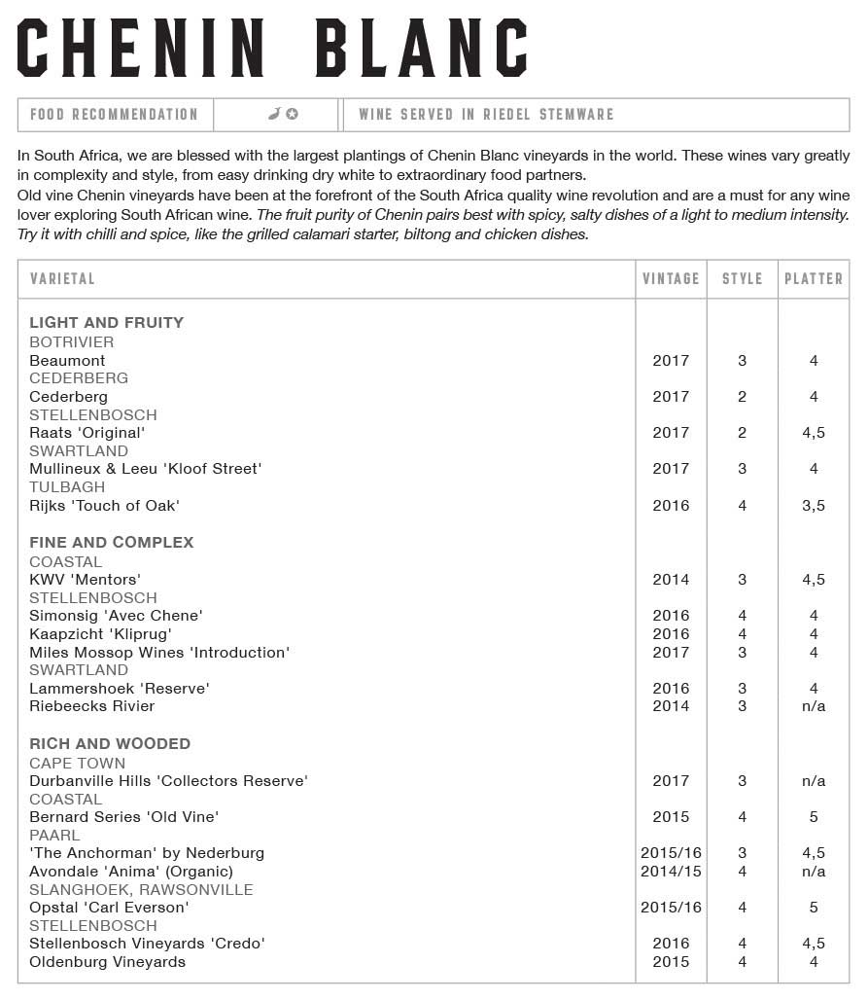 CHENIN BLANC
FOOD RECOMMENDATION WINE SERVED IN RIEDEL STEMWARE
In South Africa, we are blessed with the largest plantings of Chenin Blanc vineyards in the world. These wines vary greatly
in complexity and style, from easy drinking dry white to extraordinary food partners.
Old vine Chenin vineyards have been at the forefront of the South Africa quality wine revolution and are a must for any wine
lover exploring South African wine. The fruit purity of Chenin pairs best with spicy, salty dishes of a light to medium intensity.
Try it with chilli and spice, like the grilled calamari starter, biltong and chicken dishes.
VARIETAL VINTAGE STYLE PLATTER
LIGHT AND FRUITY
BOTRIVIER
Beaumont 2017 3 4
CEDERBERG
Cederberg 2017 2 4
STELLENBOSCH
Raats 'Original' 2017 2 4,5
SWARTLAND
Mullineux & Leeu 'Kloof Street' 2017 3 4
TULBAGH
Rijks 'Touch of Oak' 2016 4 3,5
FINE AND COMPLEX
COASTAL
KWV 'Mentors' 2014 3 4,5
STELLENBOSCH
Simonsig 'Avec Chene' 2016 4 4
Kaapzicht 'Kliprug' 2016 4 4
Miles Mossop Wines 'Introduction' 2017 3 4
SWARTLAND
Lammershoek 'Reserve' 2016 3 4
Riebeecks Rivier 2014 3 n/a
RICH AND WOODED
CAPE TOWN
Durbanville Hills 'Collectors Reserve' 2017 3 n/a
COASTAL
Bernard Series 'Old Vine' 2015 4 5
PAARL
'The Anchorman' by Nederburg 2015/16 3 4,5
Avondale 'Anima' (Organic) 2014/15 4 n/a
SLANGHOEK, RAWSONVILLE
Opstal 'Carl Everson' 2015/16 4 5
STELLENBOSCH
Stellenbosch Vineyards 'Credo' 2016 4 4,5
Oldenburg Vineyards 2015 4 4